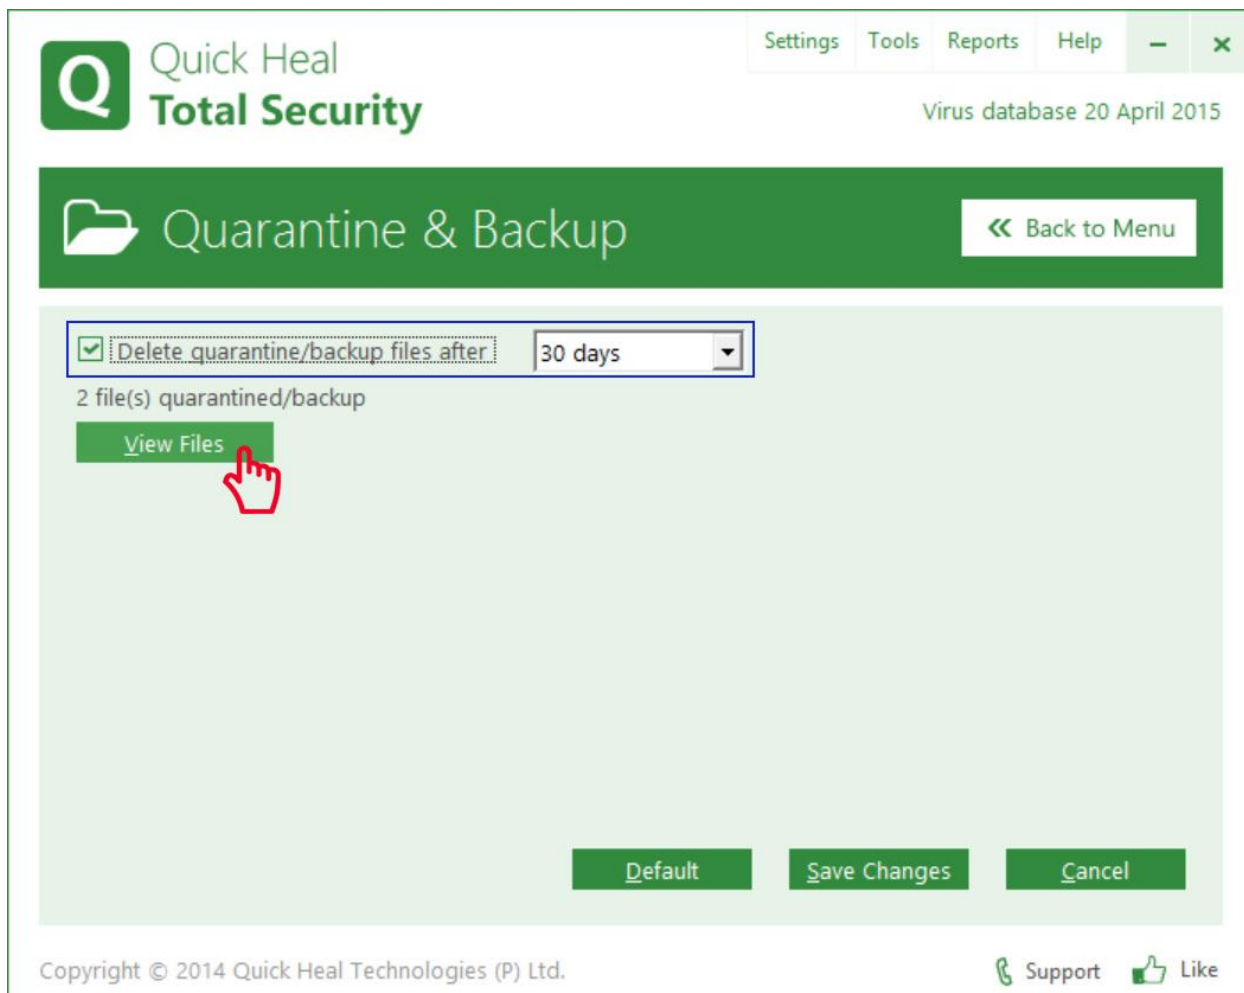 Q
Quick Heal
Total Security
Settings Tools Reports Help
Virus database 20 April 2015
Quarantine & Backup
Back to Menu
Delete quarantine/backup files after 30 days
2 file(s) quarantined/backup
View Files
Default Save Changes Cancel
Copyright © 2014 Quick Heal Technologies (P) Ltd. Support Like